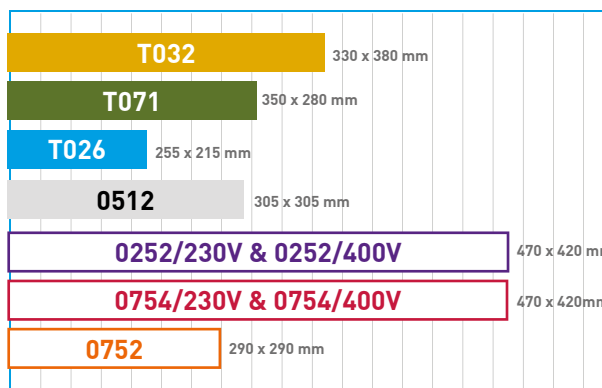 T032 330 x 380 mm
T071 350 x 280 mm
T026 255 x 215 mm
0512 305 x 305 mm
0252/230V & 0252/400V 470 x 420 m
0754/230V & 0754/400V 470 x 420mm
0752 290 x 290 mm